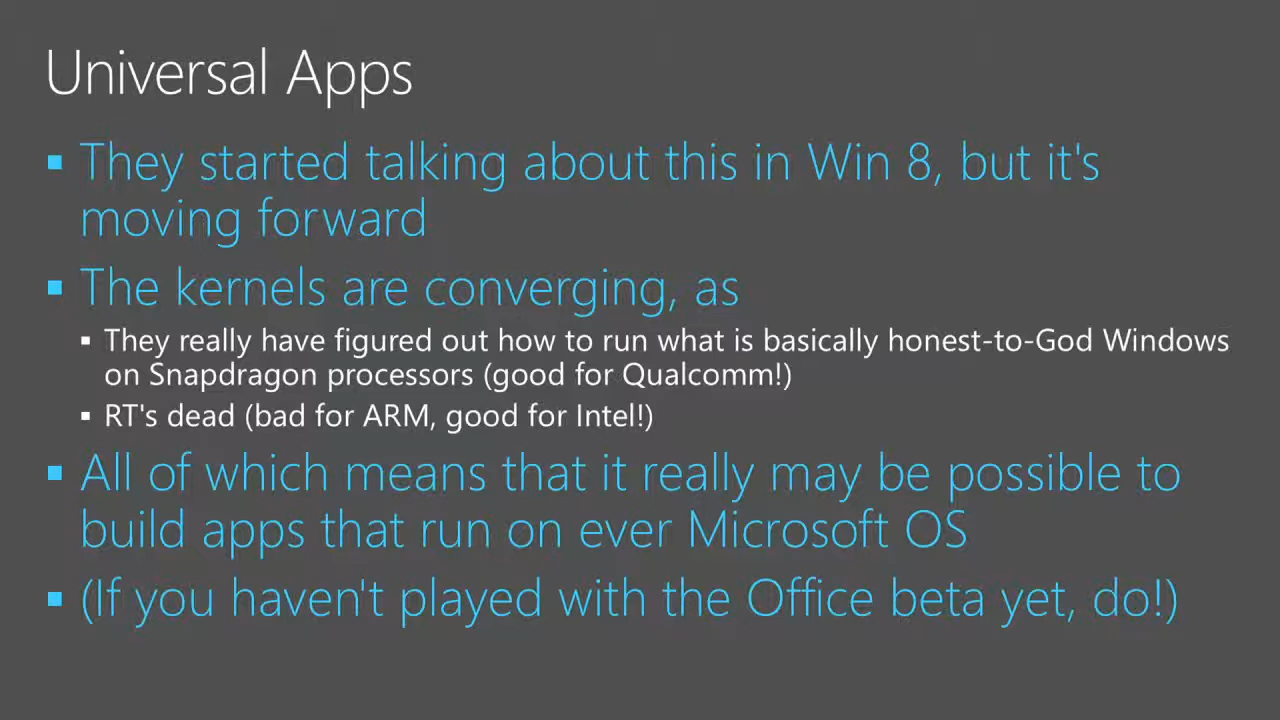 Universal Apps
▪ They started talking about this in Win 8, but it's
moving forward
▪ The kernels are converging, as
▪ They really have figured out how to run what is basically honest-to-God Windows
on Snapdragon processors (good for Qualcomm!)
▪ RT's dead (bad for ARM, good for Intel!)
▪ All of which means that it really may be possible to
build apps that run on ever Microsoft OS
▪ (If you haven't played with the Office beta yet, do!)